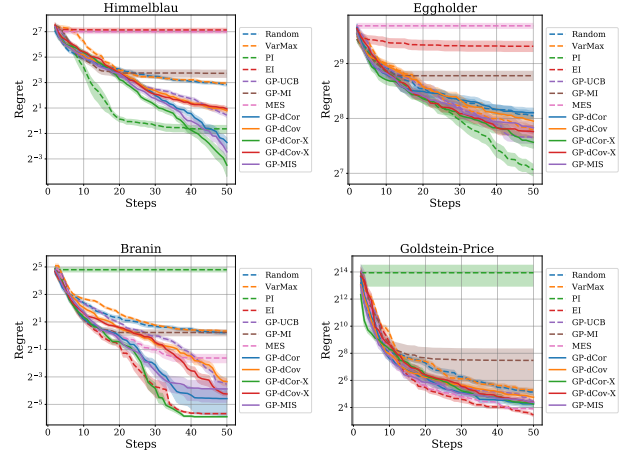 Himmelblau
Regret
2^7
2^5
2^3
2^1
2^−1
2^−3
0 10 20 30 40 50
Steps
Random
VarMax
PI
EI
GP-UCB
GP-MI
MES
GP-dCor
GP-dCov
GP-dCor-X
GP-dCov-X
GP-MIS
Eggholder
Regret
2^9
2^8
2^7
0 10 20 30 40 50
Steps
Random
VarMax
PI
EI
GP-UCB
GP-MI
MES
GP-dCor
GP-dCov
GP-dCor-X
GP-dCov-X
GP-MIS
Branin
Regret
2^5
2^3
2^1
2^−1
2^−3
2^−5
0 10 20 30 40 50
Steps
Random
VarMax
PI
EI
GP-UCB
GP-MI
MES
GP-dCor
GP-dCov
GP-dCor-X
GP-dCov-X
GP-MIS
Goldstein-Price
Regret
2^14
2^12
2^10
2^8
2^6
2^4
0 10 20 30 40 50
Steps
Random
VarMax
PI
EI
GP-UCB
GP-MI
MES
GP-dCor
GP-dCov
GP-dCor-X
GP-dCov-X
GP-MIS